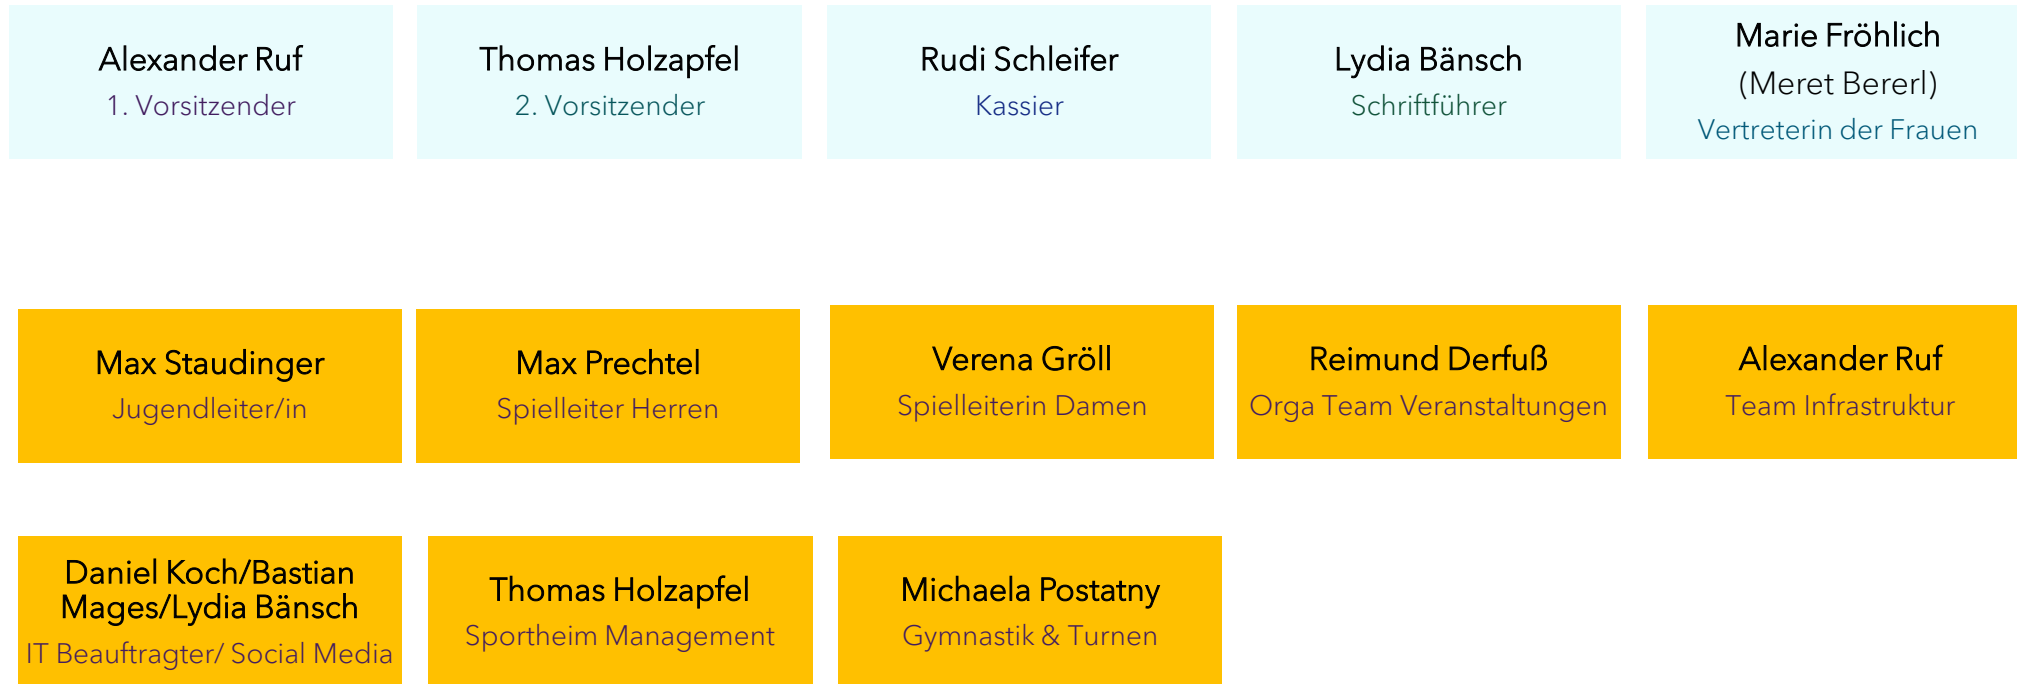 Alexander Ruf
1. Vorsitzender
Thomas Holzapfel
2. Vorsitzender
Rudi Schleifer
Kassier
Lydia Bänsch
Schriftführer
Marie Fröhlich
(Meret Bererl)
Vertreterin der Frauen
Max Staudinger
Jugendleiter/in
Max Prechtel
Spielleiter Herren
Verena Gröll
Spielleiterin Damen
Reimund Derfuß
Orga Team Veranstaltungen
Alexander Ruf
Team Infrastruktur
Daniel Koch/Bastian
Mages/Lydia Bänsch
IT Beauftragter/ Social Media
Thomas Holzapfel
Sportheim Management
Michaela Postatny
Gymnastik & Turnen